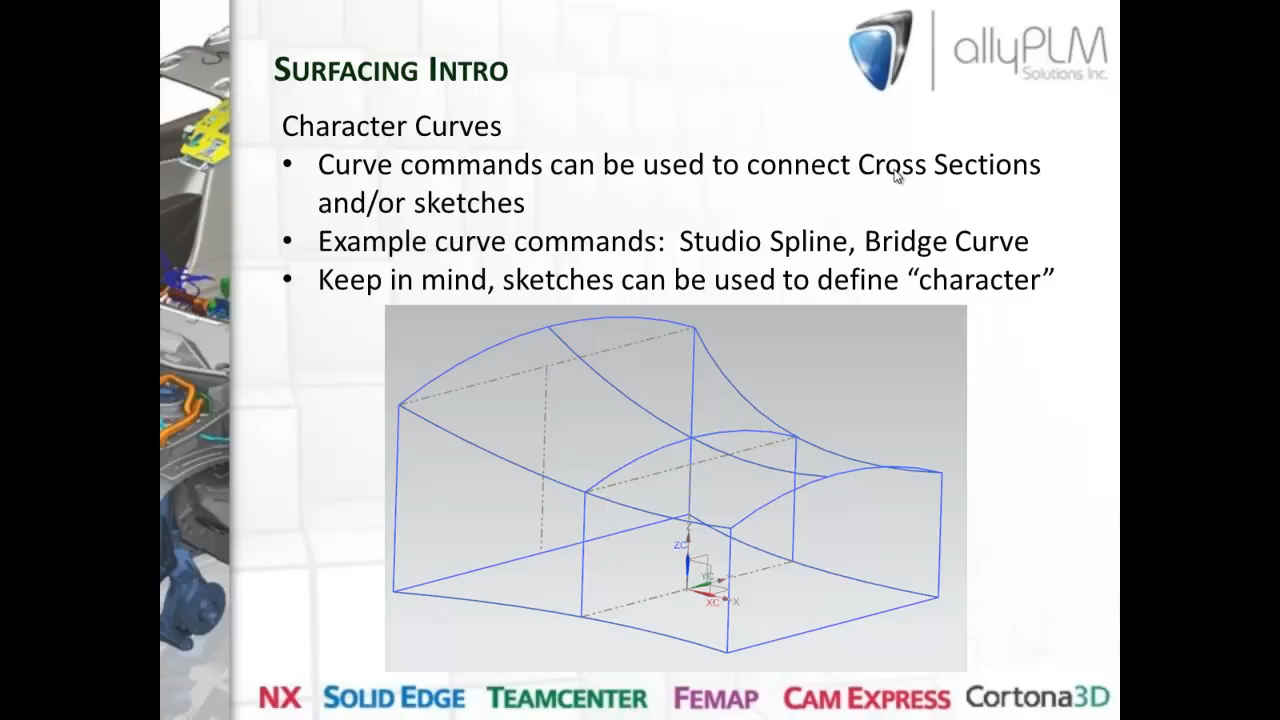 allyPLM
Solutions Inc.
SURFACING INTRO
Character Curves
• Curve commands can be used to connect Cross Sections
and/or sketches
• Example curve commands:  Studio Spline, Bridge Curve
• Keep in mind, sketches can be used to define “character”
Z
ZC
YC
XC X
NX SOLID EDGE TEAMCENTER FEMAP CAM EXPRESS Cortona3D